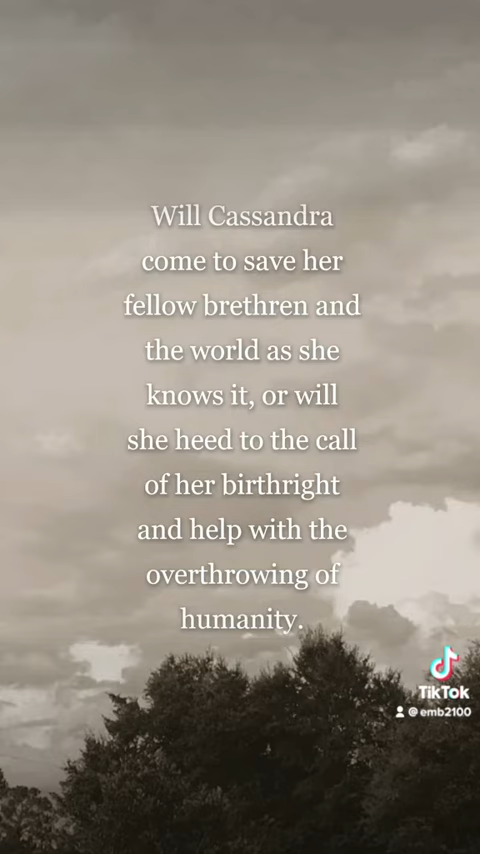 Will Cassandra
come to save her
fellow brethren and
the world as she
knows it, or will
she heed to the call
of her birthright
and help with the
overthrowing of
humanity.
TikTok
@emb2100